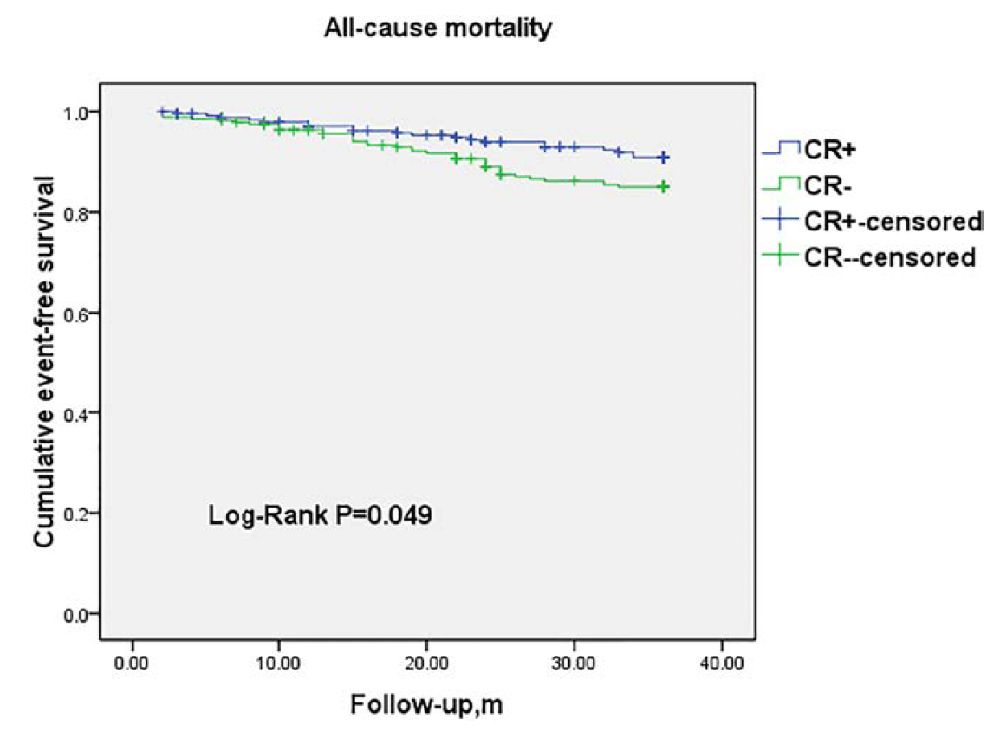 All-cause mortality
Cumulative event-free survival
1.0
0.8
0.6
0.4
0.2
0.0
Log-Rank P=0.049
0.00 10.00 20.00 30.00 40.00
Follow-up,m
CR+
CR-
CR+-censored
CR--censored